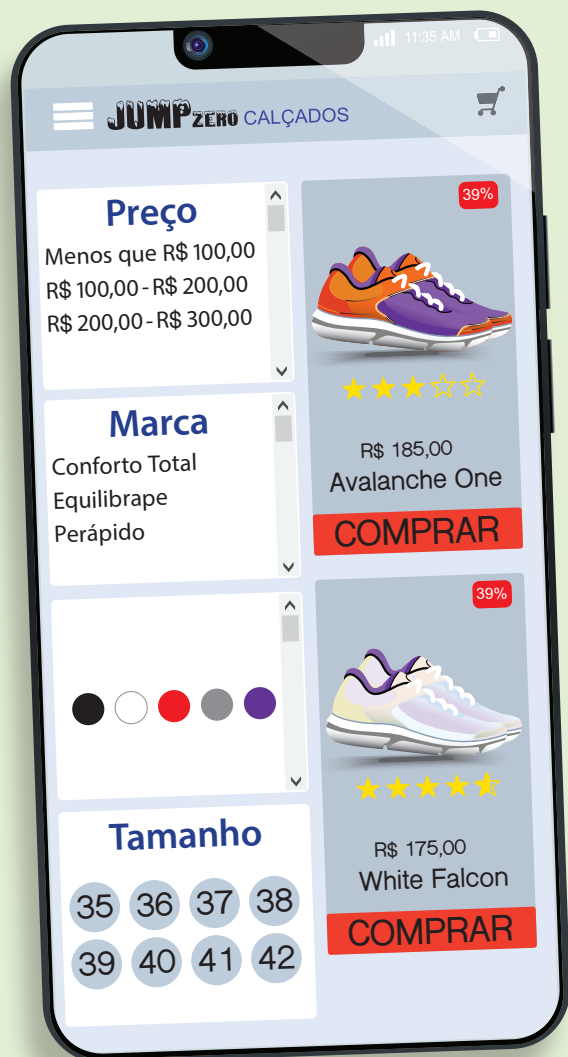 11:35 AM
JUMP ZERO CALÇADOS
Preço
Menos que R$ 100,00
R$ 100,00 - R$ 200,00
R$ 200,00 - R$ 300,00
Marca
Conforto Total
Equilibrape
Perápido
Tamanho
35 36 37 38
39 40 41 42
39%
R$ 185,00
Avalanche One
COMPRAR
39%
R$ 175,00
White Falcon
COMPRAR